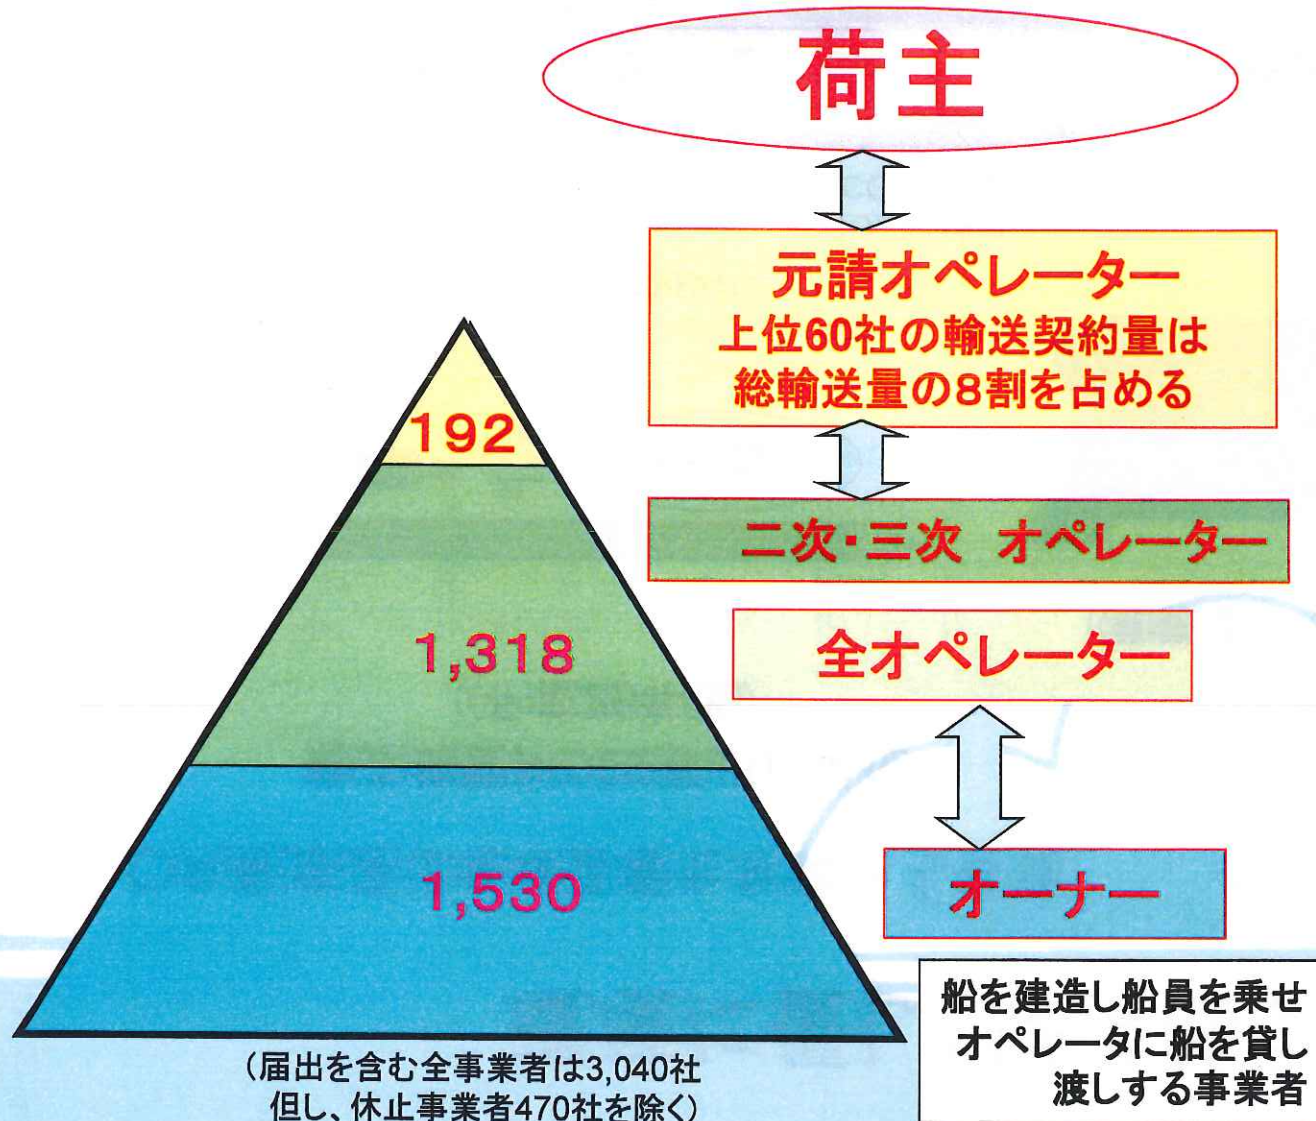 荷主
元請オペレーター
上位60社の輸送契約量は
総輸送量の8割を占める
192
二次・三次 オペレーター
1,318
全オペレーター
1,530
オーナー
船を建造し船員を乗せ
オペレータに船を貸し
渡しする事業者
(届出を含む全事業者は3,040社
但し、休止事業者470社を除く)